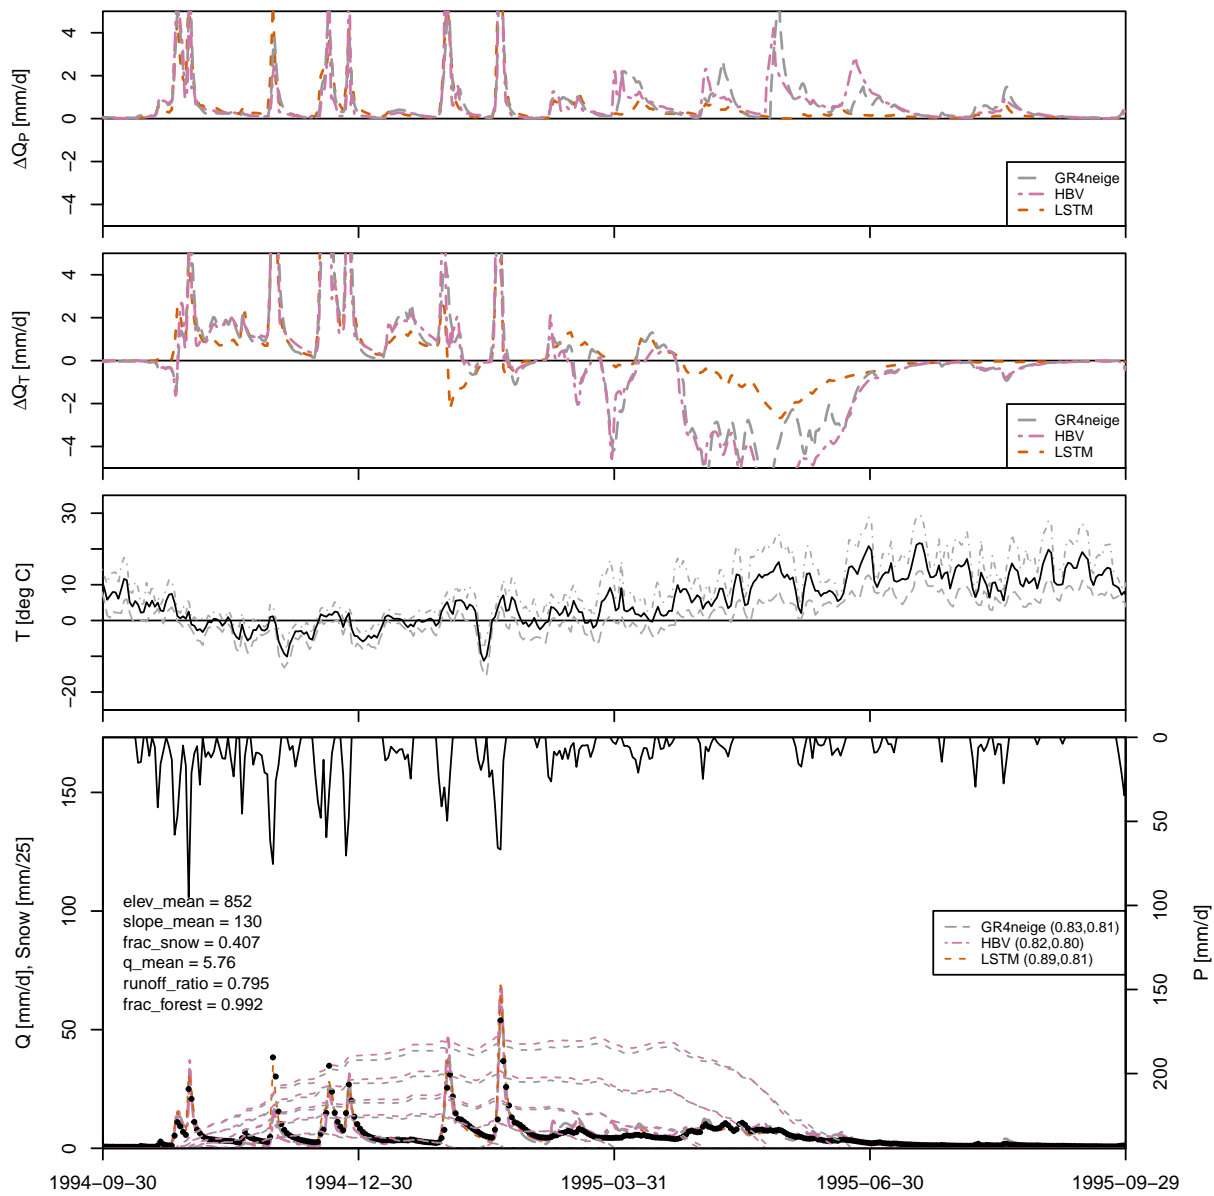 4
2
0
−2
−4
ΔQP [mm/d]
GR4neige
HBV
LSTM
4
2
0
−2
−4
ΔQT [mm/d]
GR4neige
HBV
LSTM
30
10
0
−20
T [deg C]
150
100
50
0
Q [mm/d], Snow [mm/25]
0
50
100
150
200
P [mm/d]
elev_mean = 852
slope_mean = 130
frac_snow = 0.407
q_mean = 5.76
runoff_ratio = 0.795
frac_forest = 0.992
GR4neige (0.83,0.81)
HBV (0.82,0.80)
LSTM (0.89,0.81)
1994−09−30
1994−12−30
1995−03−31
1995−06−30
1995−09−29